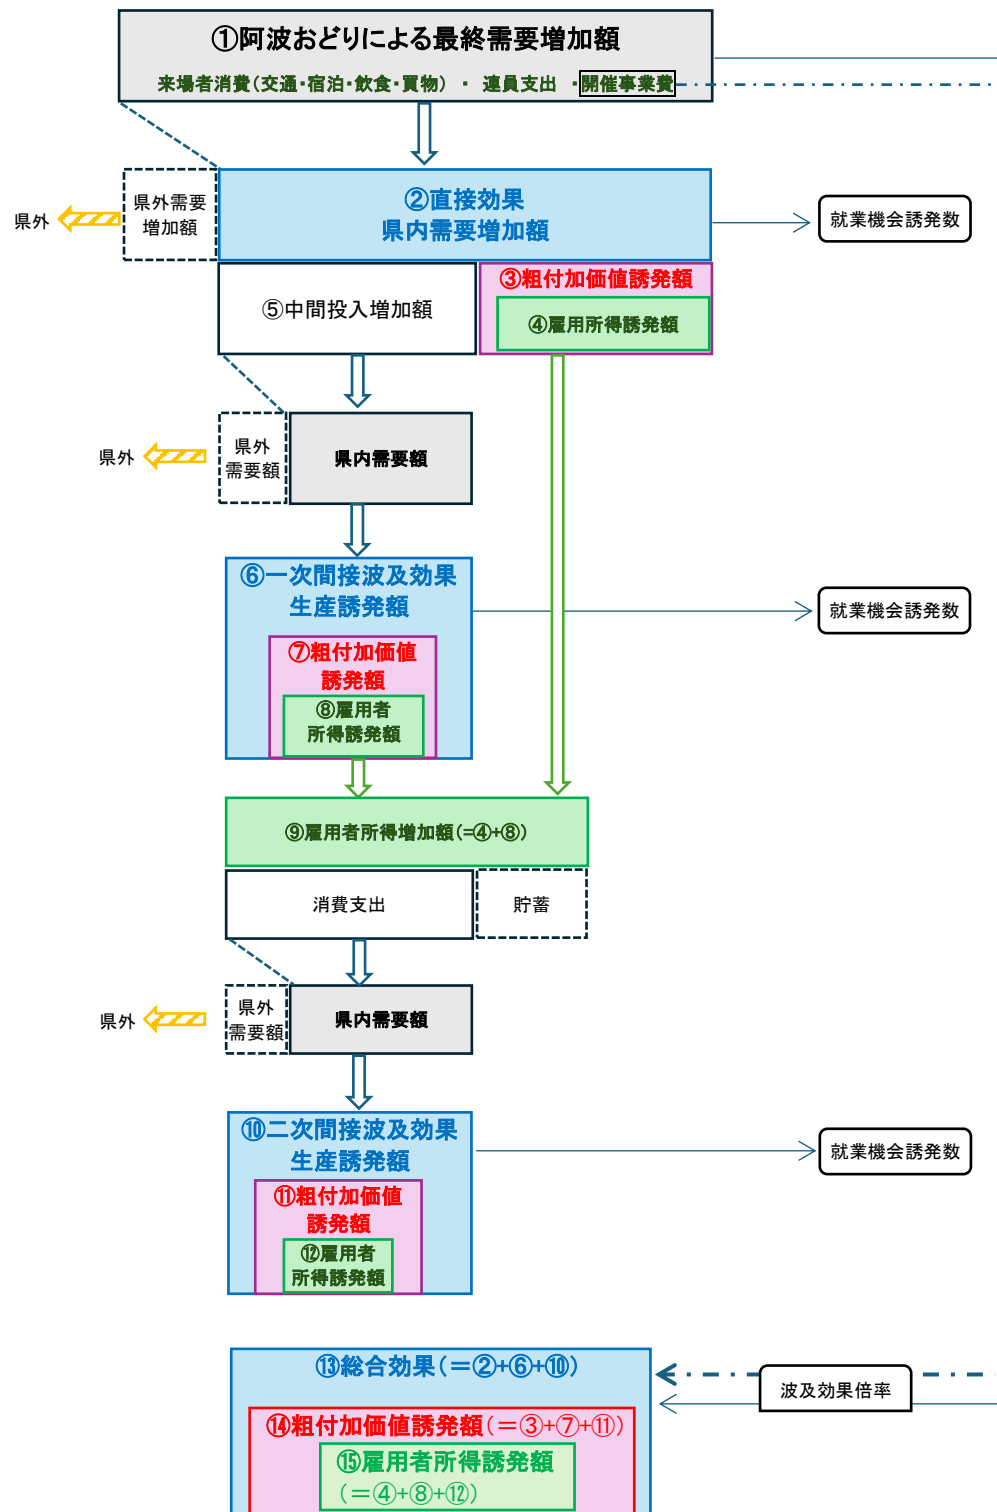 ①阿波おどりによる最終需要増加額
来場者消費(交通・宿泊・飲食・買物) ・ 連員支出 ・開催事業費
県外
県外需要
増加額
②直接効果
県内需要増加額
就業機会誘発数
⑤中間投入増加額
③粗付加価値誘発額
④雇用所得誘発額
県外
県外
需要額
県内需要額
⑥一次間接波及効果
生産誘発額
就業機会誘発数
⑦粗付加価値
誘発額
⑧雇用者
所得誘発額
⑨雇用者所得増加額(=④+⑧)
消費支出
貯蓄
県外
県外
需要額
県内需要額
⑩二次間接波及効果
生産誘発額
就業機会誘発数
⑪粗付加価値
誘発額
⑫雇用者
所得誘発額
⑬総合効果(=②+⑥+⑩)
波及効果倍率
⑭粗付加価値誘発額(=③+⑦+⑪)
⑮雇用者所得誘発額
(=④+⑧+⑫)